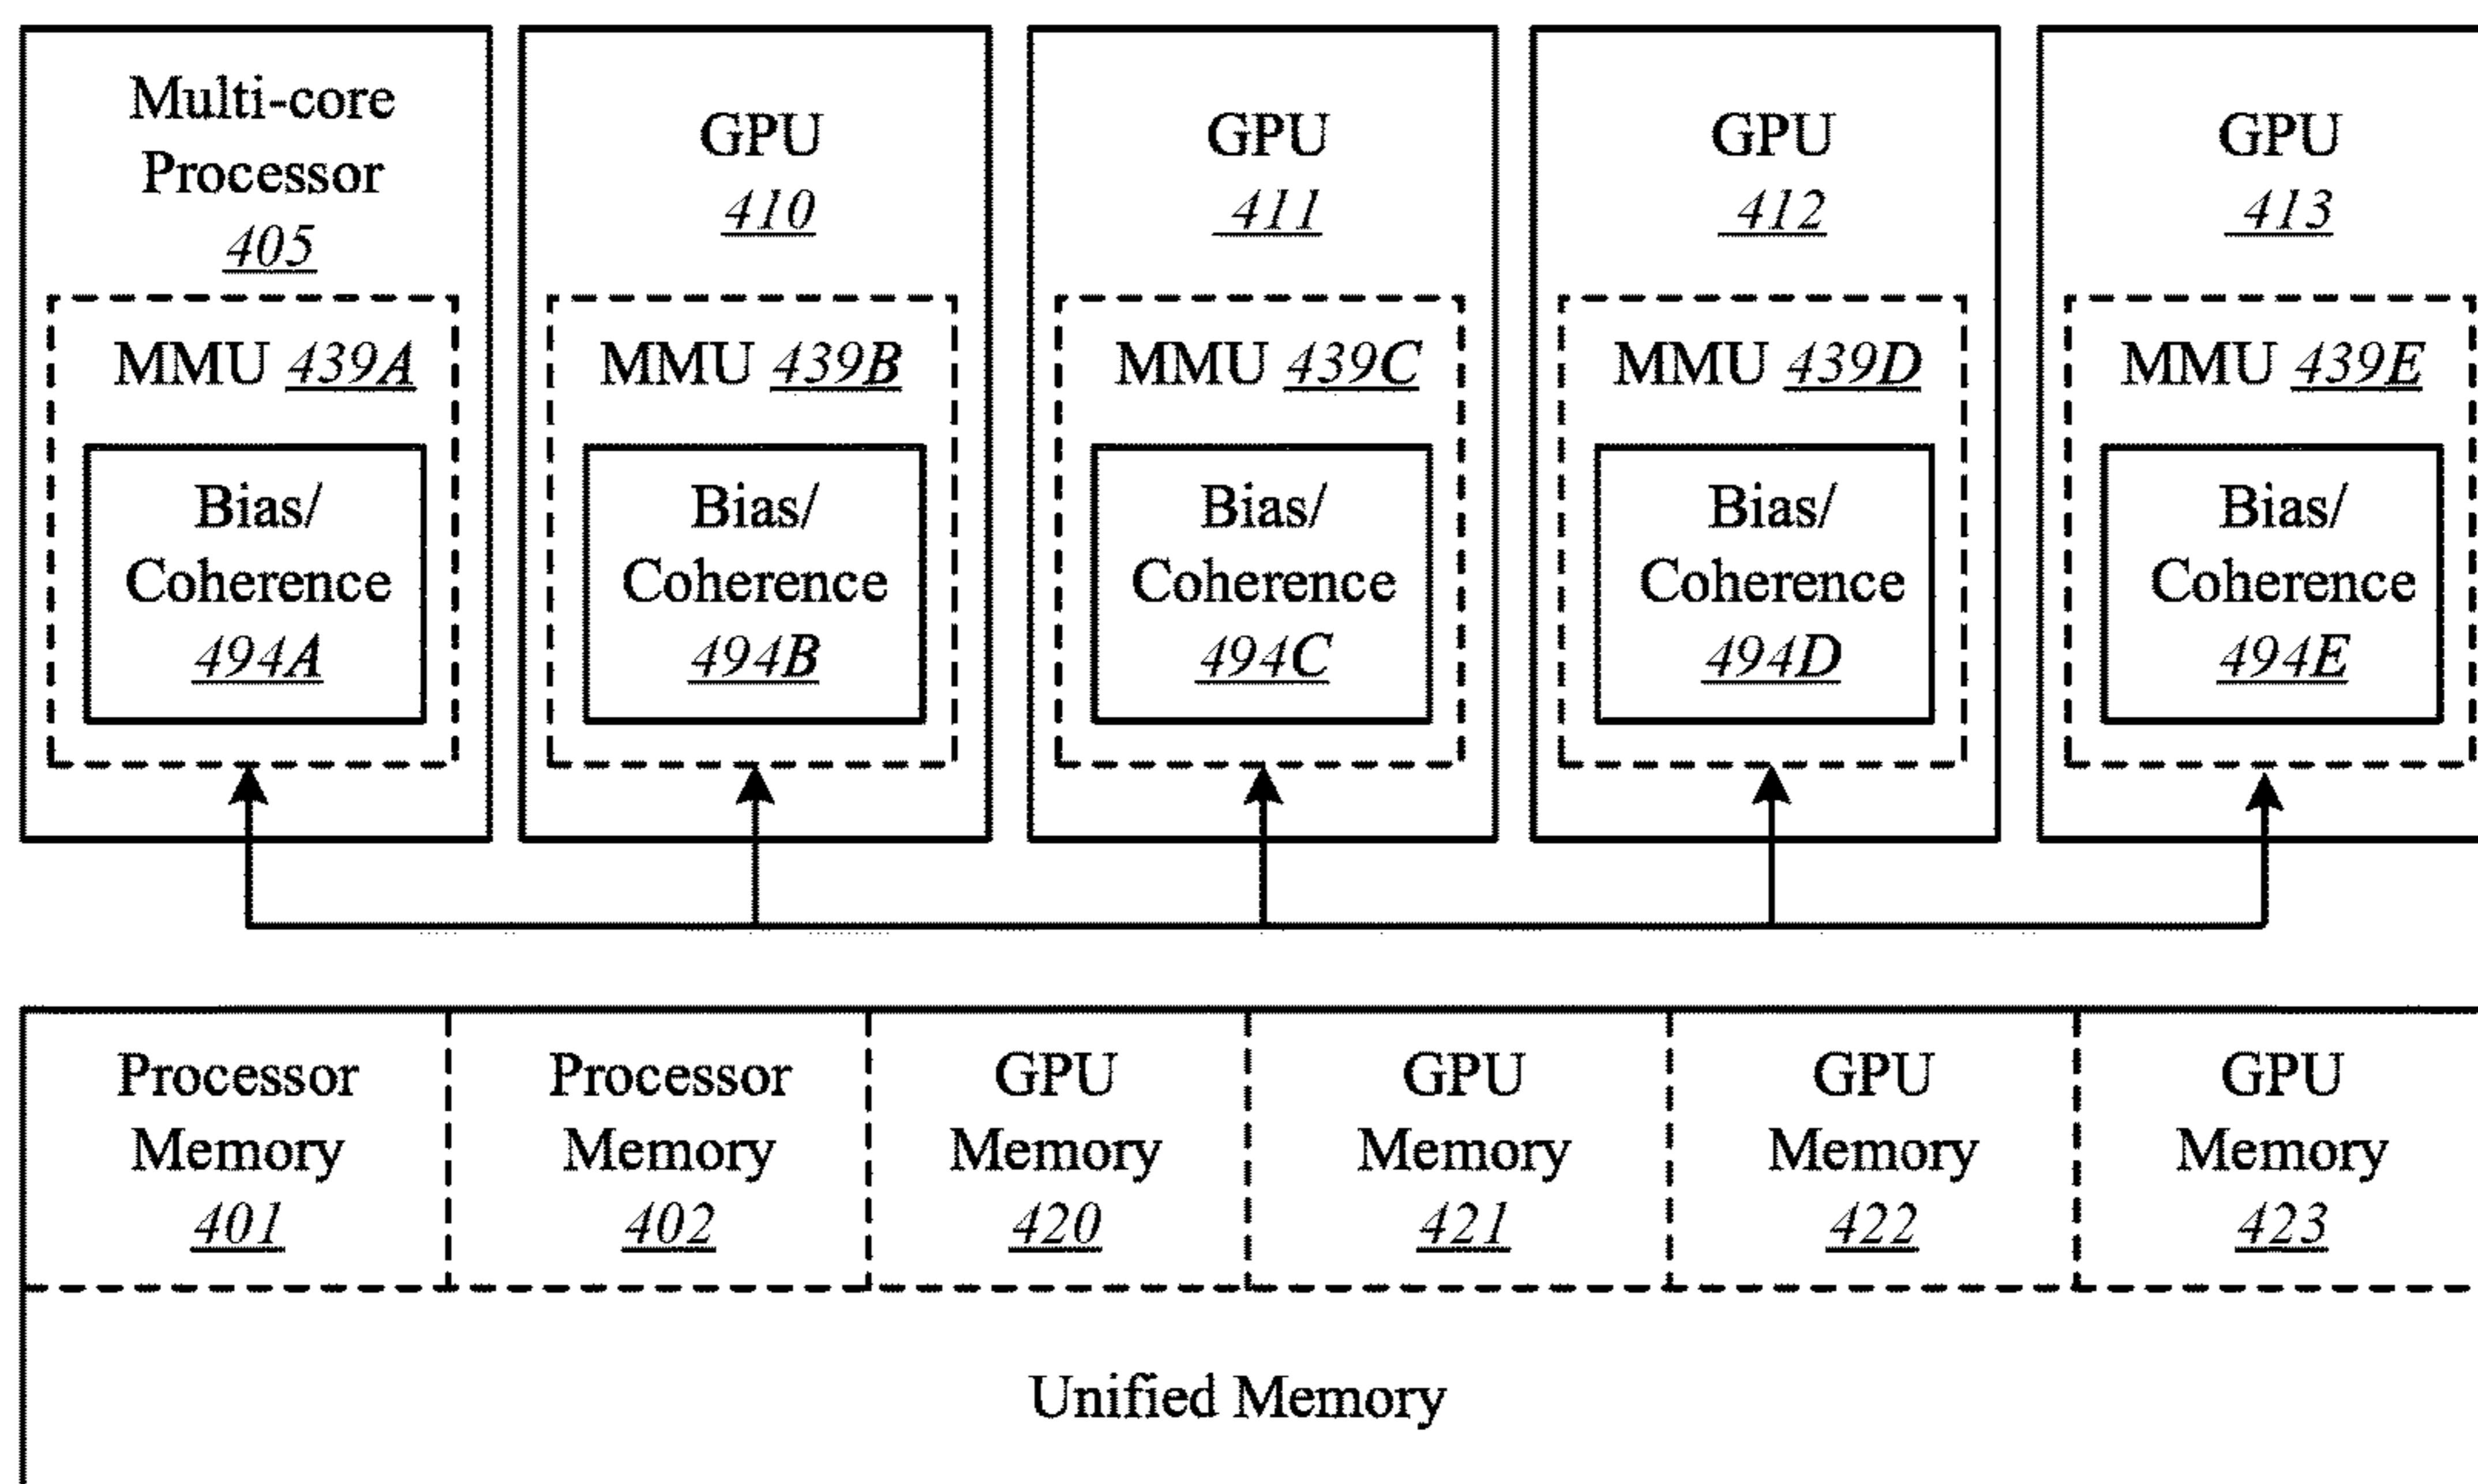 Multi-core
Processor
405
MMU 439A
Bias/
Coherence
494A
GPU
410
MMU 439B
Bias/
Coherence
494B
GPU
411
MMU 439C
Bias/
Coherence
494C
GPU
412
MMU 439D
Bias/
Coherence
494D
GPU
413
MMU 439E
Bias/
Coherence
494E
Processor
Memory
401
Processor
Memory
402
GPU
Memory
420
GPU
Memory
421
GPU
Memory
422
GPU
Memory
423
Unified Memory